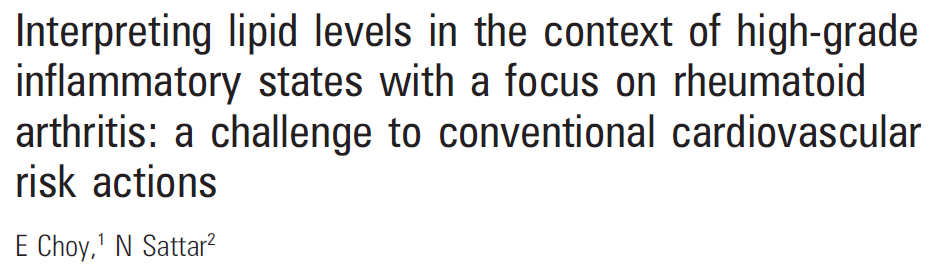 Interpreting lipid levels in the context of high-grade
inflammatory states with a focus on rheumatoid
arthritis: a challenge to conventional cardiovascular
risk actions
E Choy,¹ N Sattar²